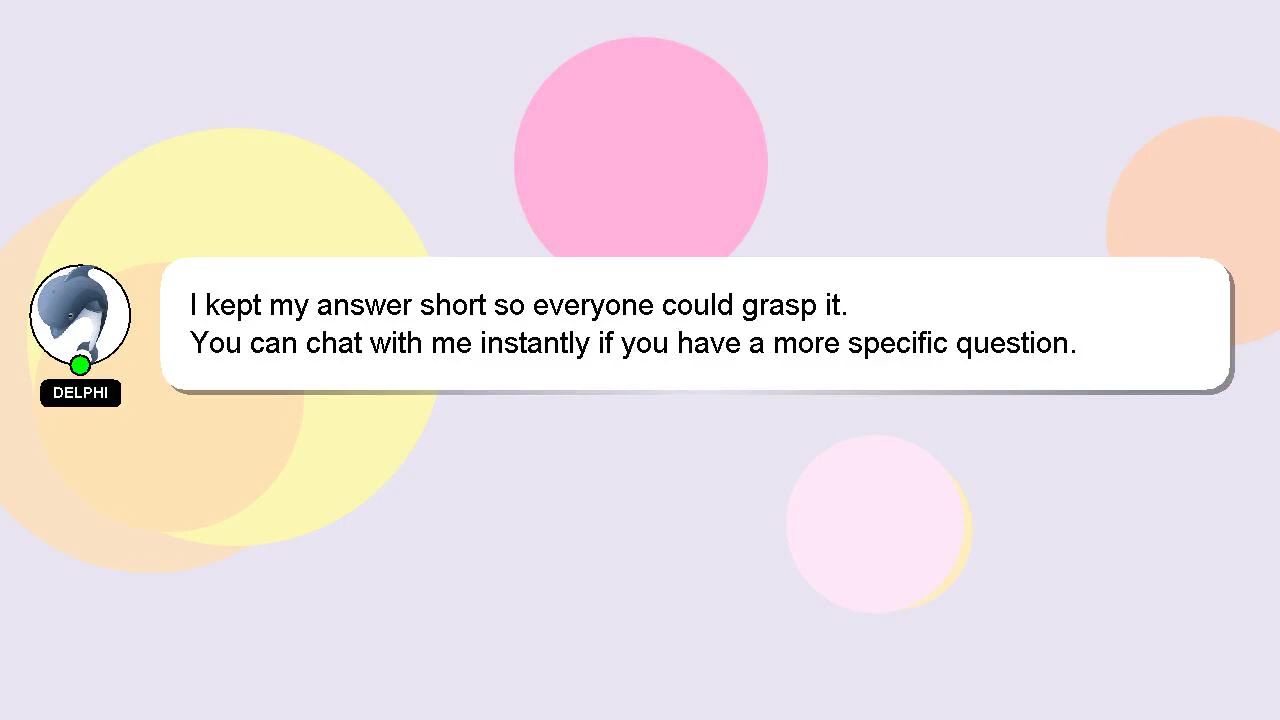 I kept my answer short so everyone could grasp it.
You can chat with me instantly if you have a more specific question.
DELPHI